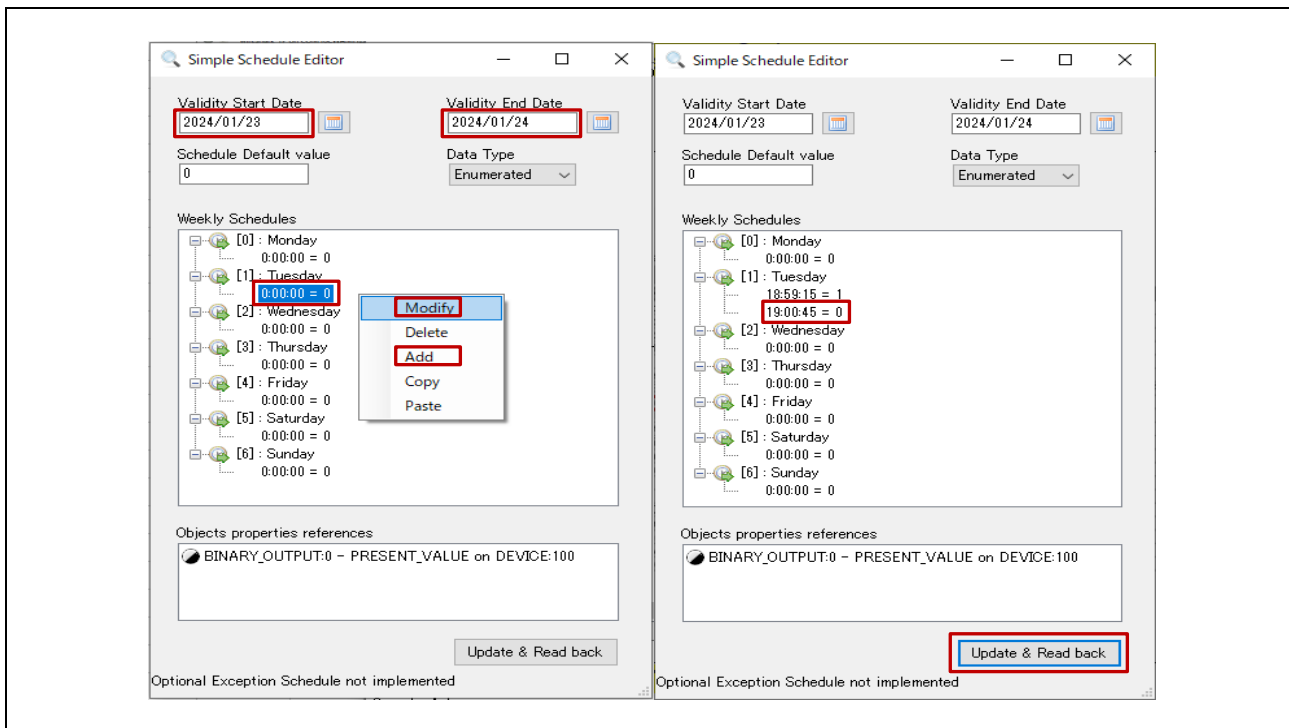 Simple Schedule Editor
Validity Start Date Validity End Date
2024/01/23 2024/01/24
Schedule Default value Data Type
0 Enumerated
Weekly Schedules
[0] : Monday
0:00:00 = 0
[1] : Tuesday
0:00:00 = 0
[2] : Wednesday
0:00:00 = 0
[3] : Thursday
0:00:00 = 0
[4] : Friday
0:00:00 = 0
[5] : Saturday
0:00:00 = 0
[6] : Sunday
0:00:00 = 0
Modify
Delete
Add
Copy
Paste
Objects properties references
BINARY_OUTPUT:0 - PRESENT_VALUE on DEVICE:100
Update & Read back
Optional Exception Schedule not implemented
Simple Schedule Editor
Validity Start Date Validity End Date
2024/01/23 2024/01/24
Schedule Default value Data Type
0 Enumerated
Weekly Schedules
[0] : Monday
0:00:00 = 0
[1] : Tuesday
18:59:15 = 1
19:00:45 = 0
[2] : Wednesday
0:00:00 = 0
[3] : Thursday
0:00:00 = 0
[4] : Friday
0:00:00 = 0
[5] : Saturday
0:00:00 = 0
[6] : Sunday
0:00:00 = 0
Objects properties references
BINARY_OUTPUT:0 - PRESENT_VALUE on DEVICE:100
Update & Read back
Optional Exception Schedule not implemented